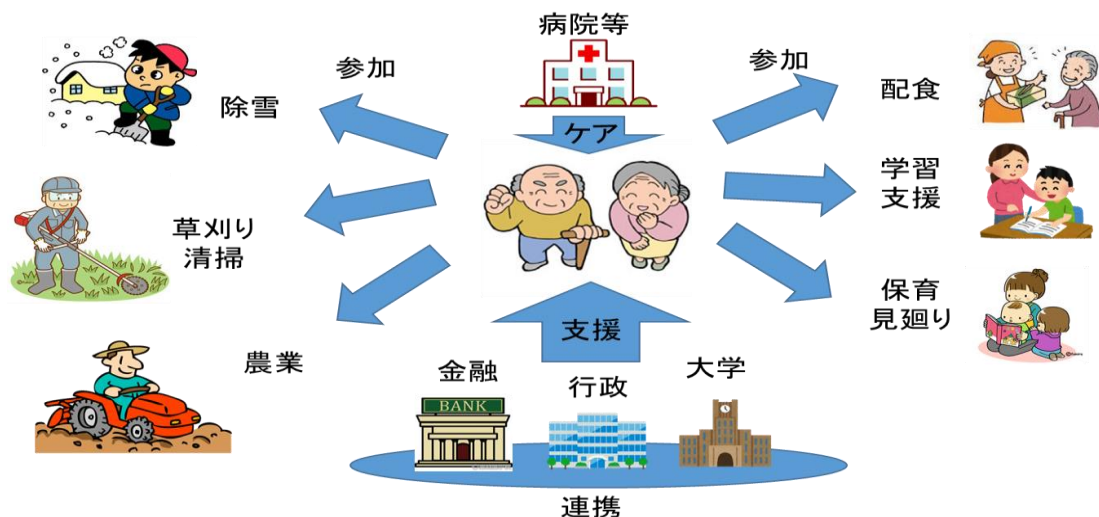 病院等
参加
参加
除雪
配食
ケア
学習
支援
草刈り
清掃
保育
見廻り
支援
農業
金融
行政
大学
BANK
連携